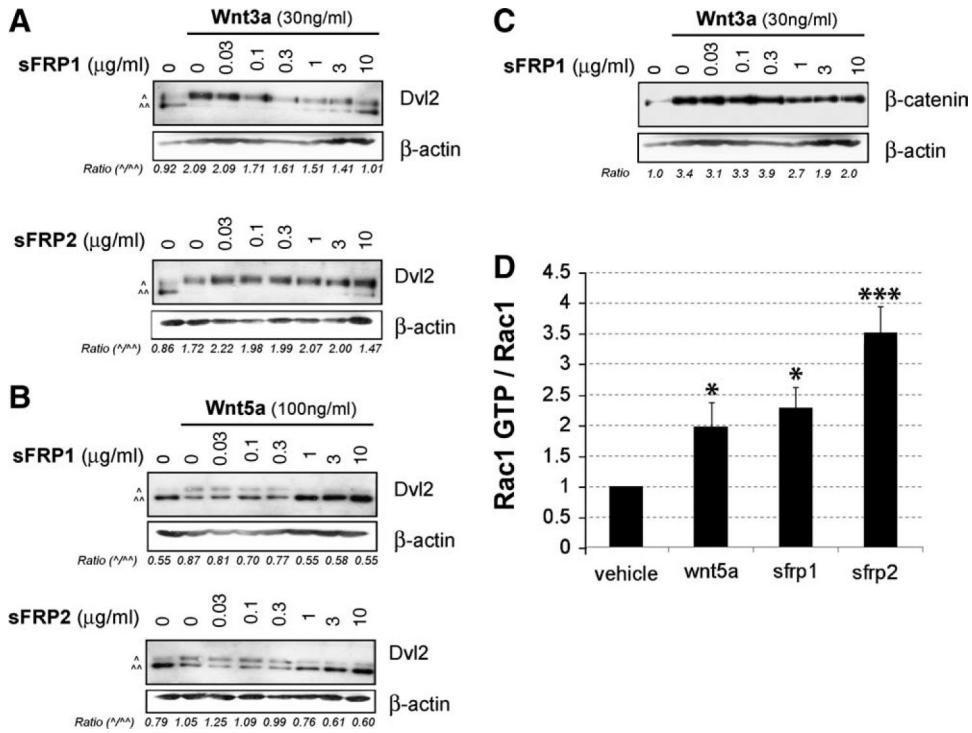 A
Wnt3a (30ng/ml)
sFRP1 (μg/ml) 0 0 0.03 0.1 0.3 1 3 10
^
^^
Dvl2
β-actin
Ratio (^/^^) 0.92 2.09 2.09 1.71 1.61 1.51 1.41 1.01
sFRP2 (μg/ml) 0 0 0.03 0.1 0.3 1 3 10
^
^^
Dvl2
β-actin
Ratio (^/^^) 0.86 1.72 2.22 1.98 1.99 2.07 2.00 1.47
B
Wnt5a (100ng/ml)
sFRP1 (μg/ml) 0 0 0.03 0.1 0.3 1 3 10
^
^^
Dvl2
β-actin
Ratio (^/^^) 0.55 0.87 0.81 0.70 0.77 0.55 0.58 0.55
sFRP2 (μg/ml) 0 0 0.03 0.1 0.3 1 3 10
^
^^
Dvl2
β-actin
Ratio (^/^^) 0.79 1.05 1.25 1.09 0.99 0.76 0.61 0.60
C
Wnt3a (30ng/ml)
sFRP1 (μg/ml) 0 0 0.03 0.1 0.3 1 3 10
β-catenin
β-actin
Ratio 1.0 3.4 3.1 3.3 3.9 2.7 1.9 2.0
D
Rac1 GTP / Rac1
4.5
4
3.5
3
2.5
2
1.5
1
0.5
0
*
*
***
vehicle wnt5a sfrp1 sfrp2